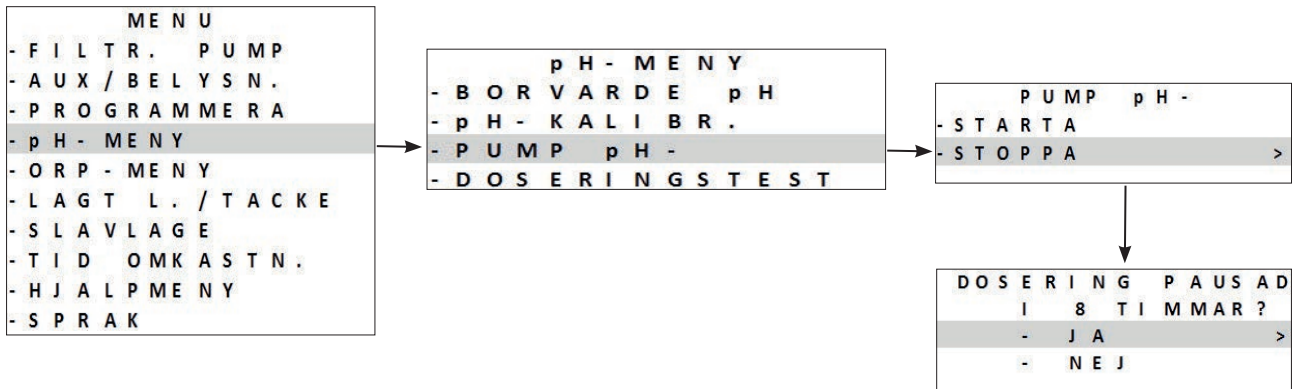 MENU
-FILTR. PUMP
-AUX/BELYSN.
-PROGRAMMERA
-pH-MENY
-ORP-MENY
-LAGT L./TACKE
-SLAVLAGE
-TID OMKASTN.
-HJALPMENY
-SPRAK
pH-MENY
-BORVARDE pH
-pH-KALIBR.
-PUMP pH-
-DOSERINGSTEST
PUMP pH-
-STARTA
-STOPPA >
DOSERING PAUSAD
I 8 TIMMAR?
- JA >
- NEJ